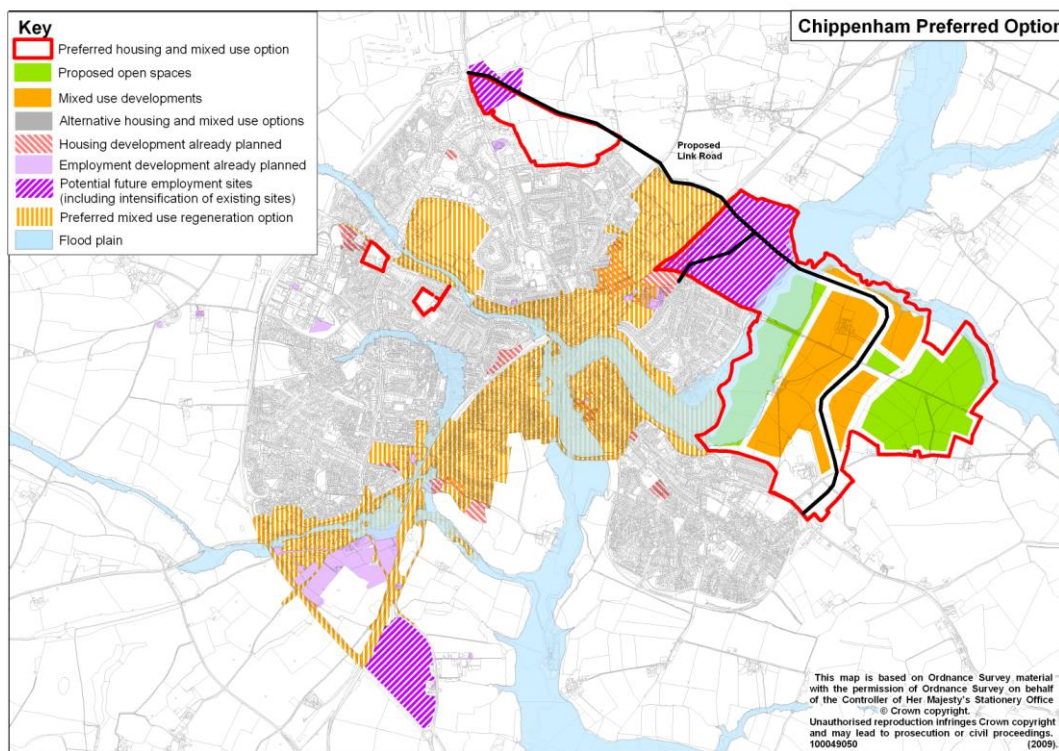 Key
Preferred housing and mixed use option
Proposed open spaces
Mixed use developments
Alternative housing and mixed use options
Housing development already planned
Employment development already planned
Potential future employment sites
(including intensification of existing sites)
Preferred mixed use regeneration option
Flood plain
Chippenham Preferred Option
Proposed
Link Road
This map is based on Ordnance Survey material
with the permission of Ordnance Survey on behalf
of the Controller of Her Majesty's Stationery Office
© Crown copyright.
Unauthorised reproduction infringes Crown copyright
and may lead to prosecution or civil proceedings.
100049050 (2009)